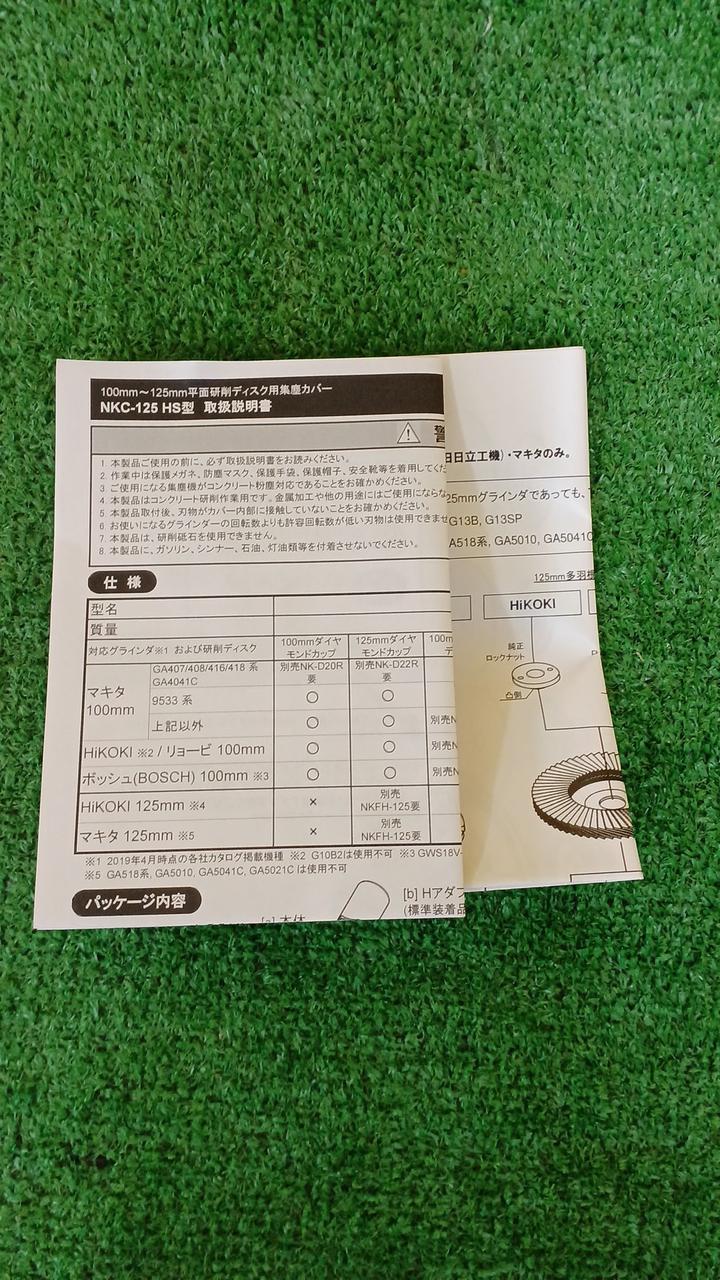 100mm～125mm平面研削ディスク用集塵カバー
NKC-125 HS型 取扱説明書
警
1. 本製品ご使用の前に、必ず取扱説明書をお読みください。
2. 作業中は保護メガネ、防塵マスク、保護手袋、保護帽子、安全靴等を着用してくだ
3. ご使用になる集塵機がコンクリート粉塵対応であることをお確かめください。
4. 本製品はコンクリート研削作業用です。金属加工や他の用途にはご使用にならな
5. 本製品取付後、刃物がカバー内部に接触していないことをお確かめください。
6. お使いになるグラインダーの回転数よりも許容回転数が低い刃物は使用できませ
7. 本製品は、研削砥石を使用できません。
8. 本製品に、ガソリン、シンナー、石油、灯油類等を付着させないでください。
仕様
型名
質量
対応グラインダ※1 および研削ディスク 100mmダイヤモンドカップ 125mmダイヤモンドカップ 100m
マキタ 100mm
GA407/408/416/418 系 GA4041C 別売NK-D20R要 別売NK-D22R要
9533 系 ○ ○
上記以外 ○ ○ 別売N
HiKOKI ※2 / リョービ 100mm ○ ○ 別売N
ボッシュ(BOSCH) 100mm ※3 ○ ○ 別売N
HiKOKI 125mm ※4 × 別売NKFH-125要
マキタ 125mm ※5 × 別売NKFH-125要
※1 2019年4月時点の各社カタログ掲載機種 ※2 G10B2は使用不可 ※3 GWS18V-
※5 GA518系, GA5010, GA5041C, GA5021C は使用不可
パッケージ内容
[b] Hアダプ
(標準装着品
旧日立工機)・マキタのみ。
25mmグラインダであっても、
G13B, G13SP
A518系, GA5010, GA5041C
125mm多羽根
HiKOKI
純正
ロックナット
凸側